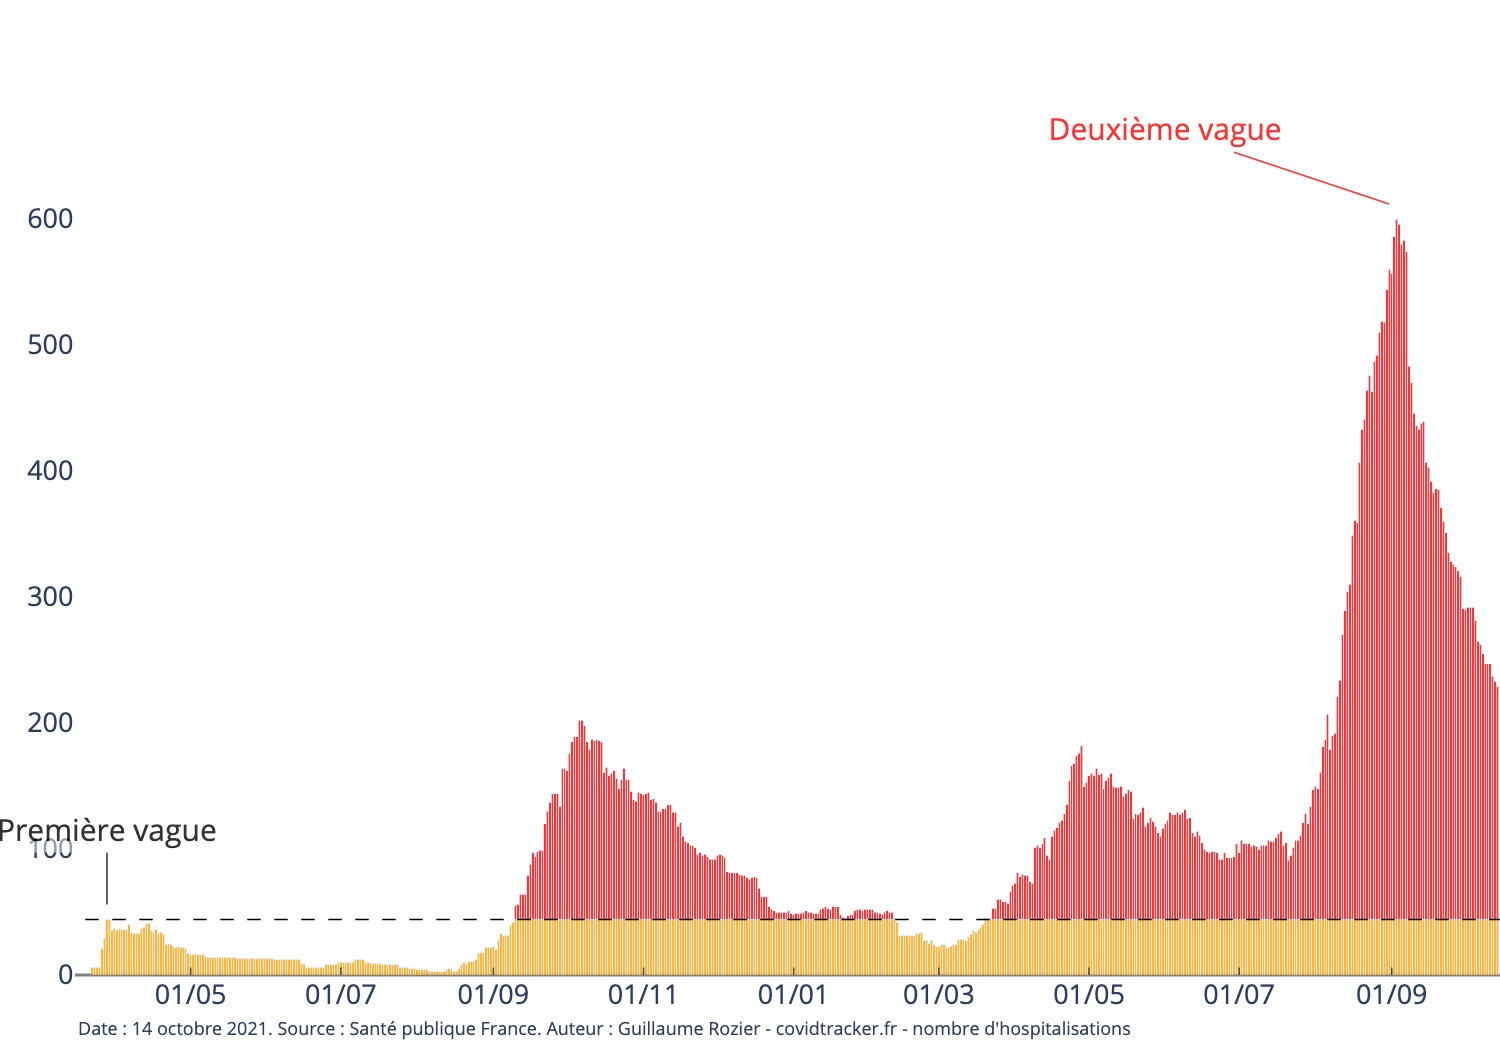 Deuxième vague
600
500
400
300
200
Première vague
100
0
01/05 01/07 01/09 01/11 01/01 01/03 01/05 01/07 01/09
Date : 14 octobre 2021. Source : Santé publique France. Auteur : Guillaume Rozier - covidtracker.fr - nombre d'hospitalisations